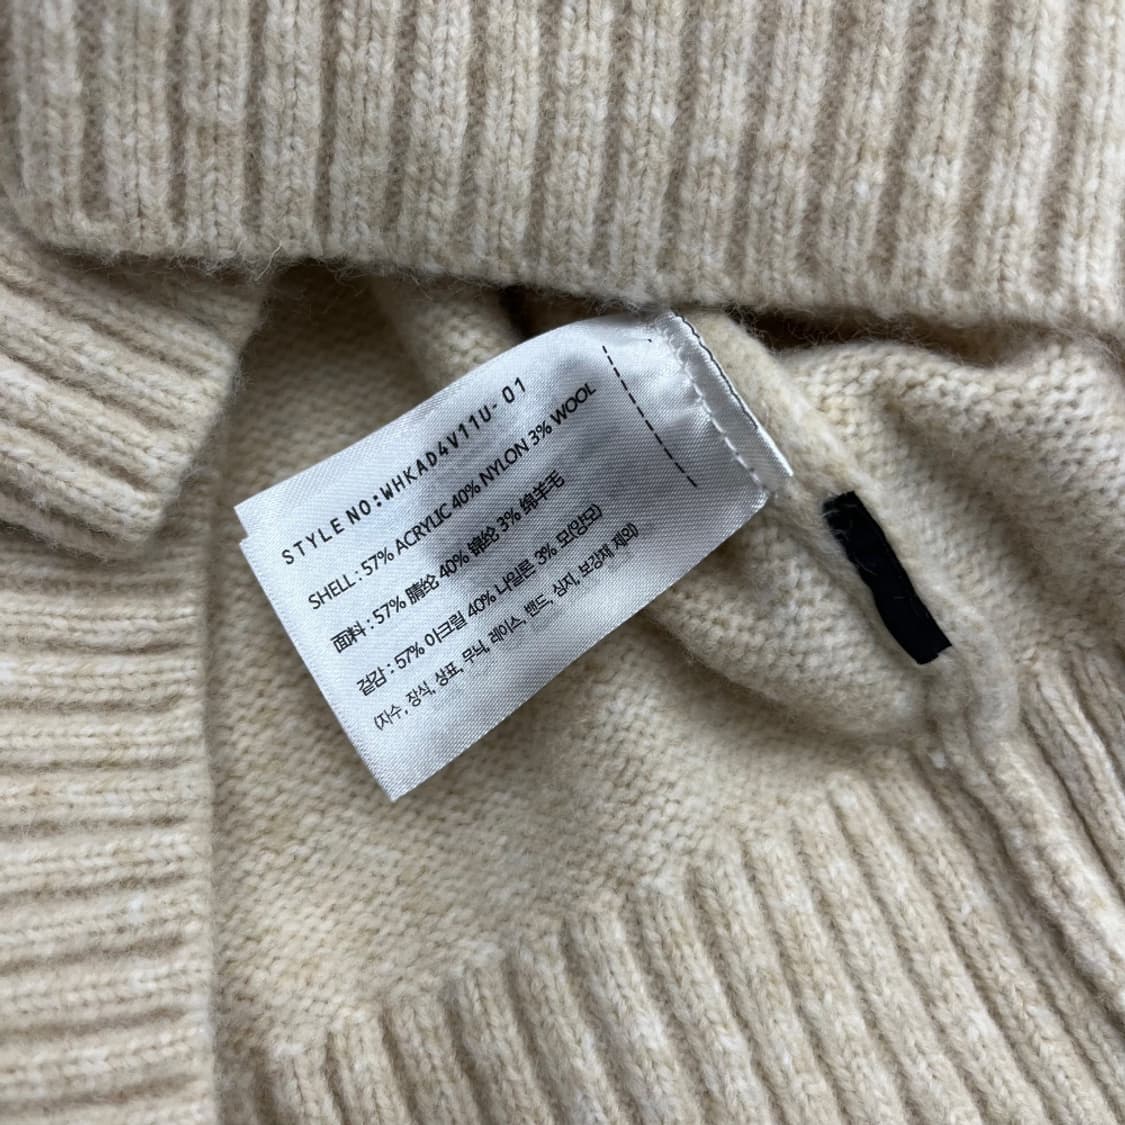 STYLE NO:WHKAD4V11U-01
SHELL : 57% ACRYLIC 40% NYLON 3% WOOL
面料 : 57% 腈纶 40% 锦纶 3% 绵羊毛
겉감 : 57% 아크릴 40% 나일론 3% 모(양모)
(자수, 장식, 상표, 무늬, 레이스, 밴드, 심지, 보강재 제외)